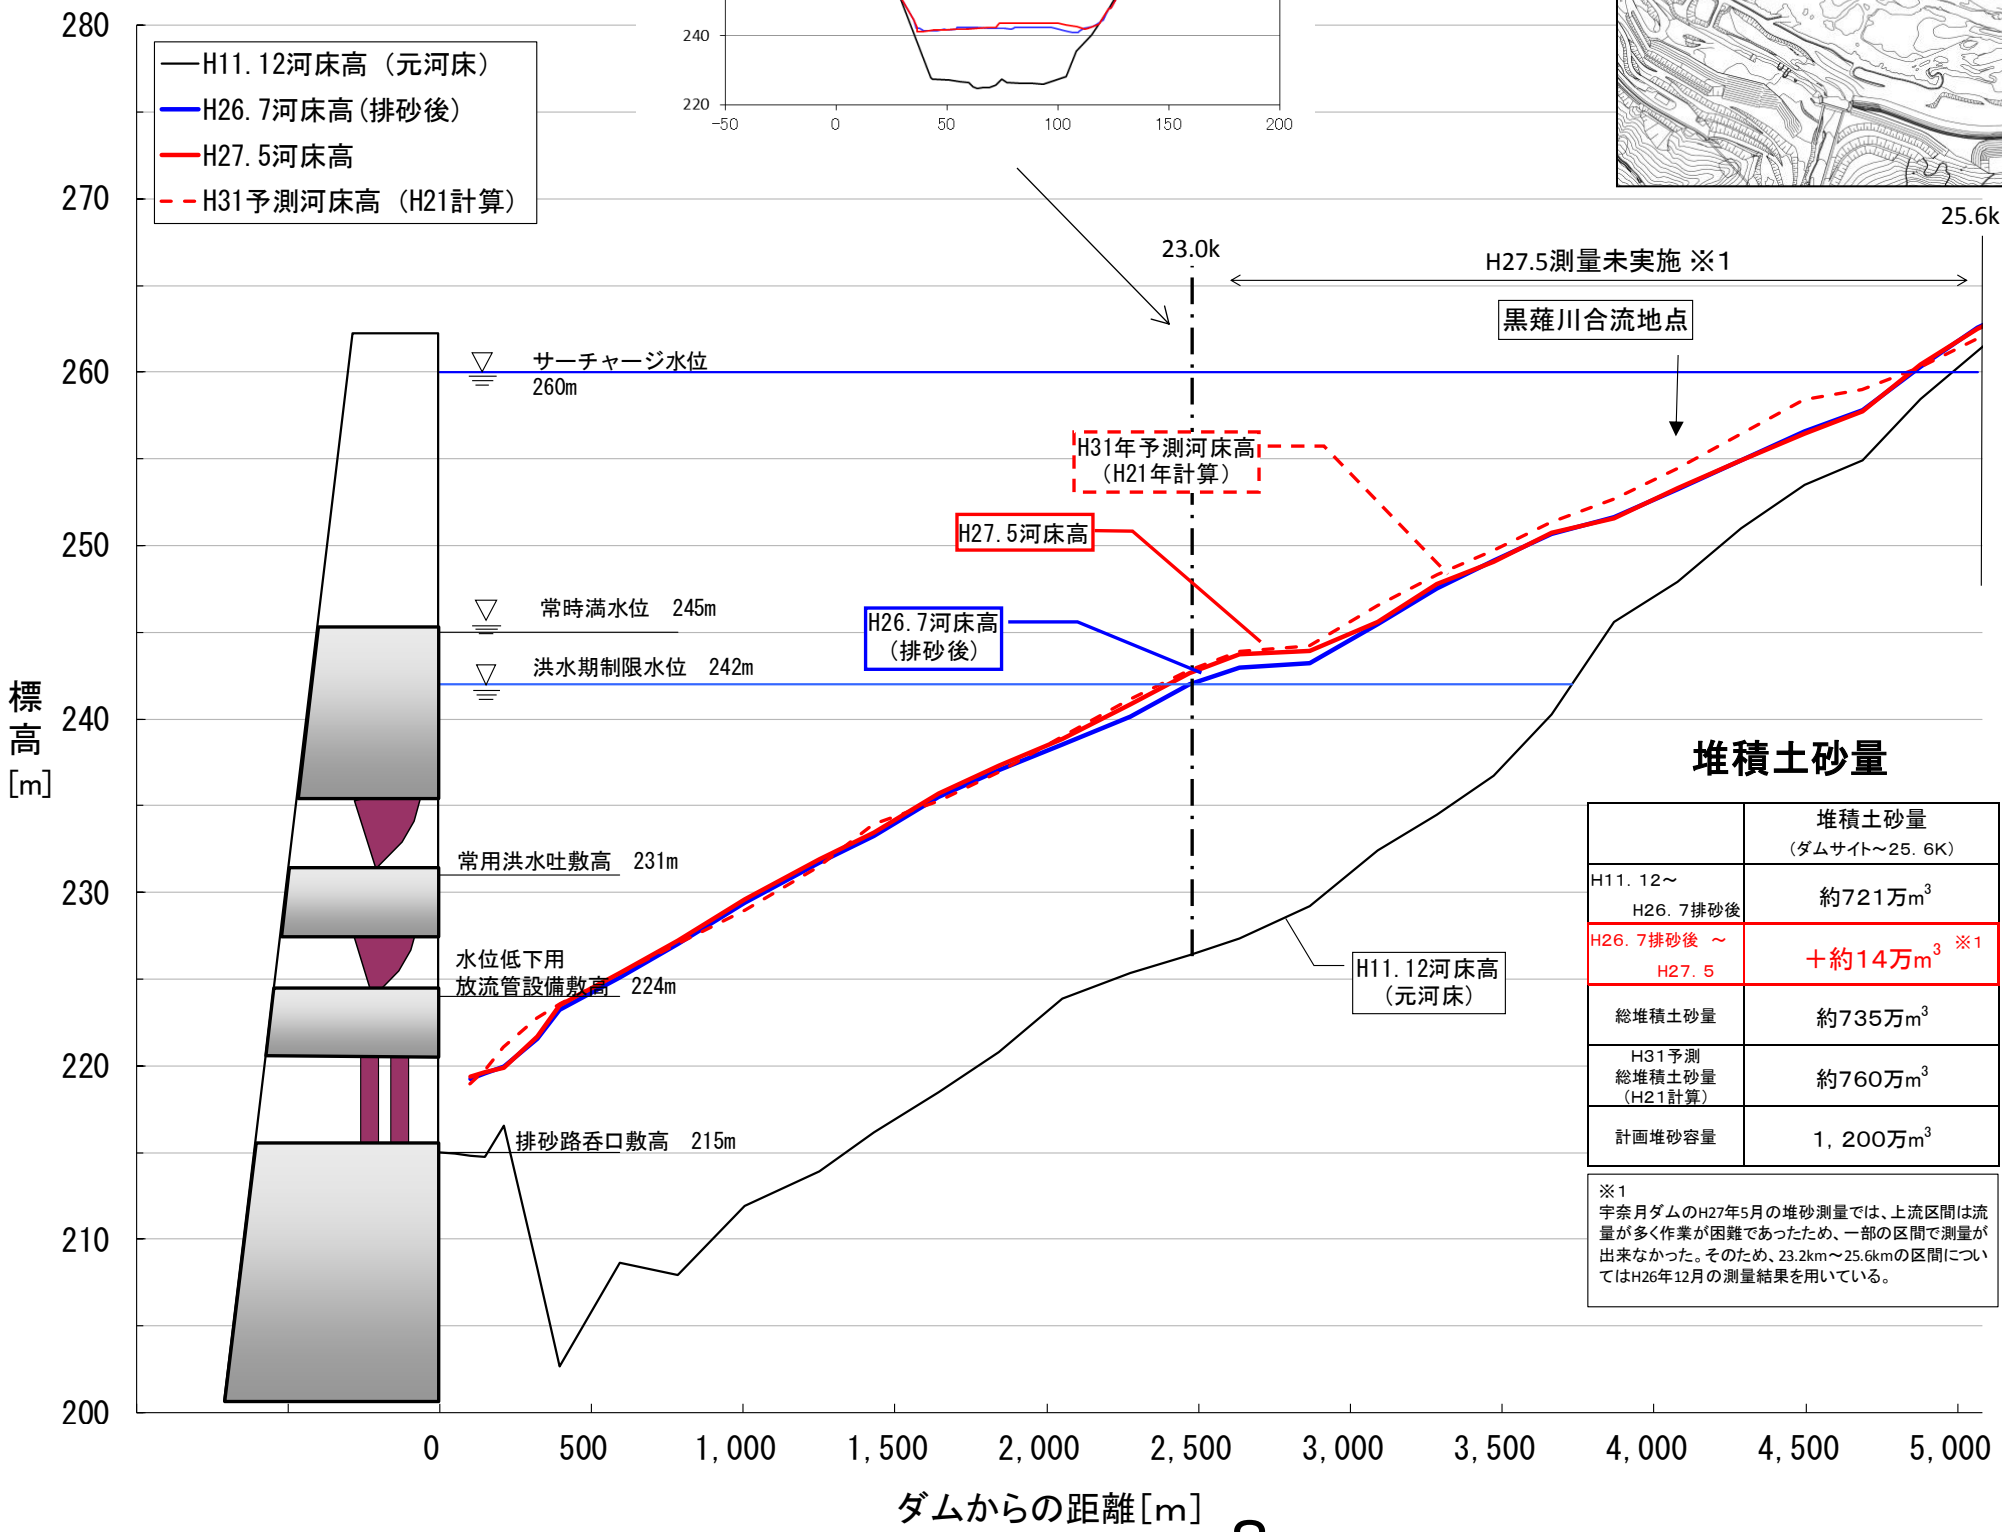 280
270
260
250
240
230
220
210
200
標高
[m]
H11.12河床高（元河床）
H26.7河床高(排砂後)
H27.5河床高
H31予測河床高（H21計算）
240
220
-50
0
50
100
150
200
25.6k
23.0k
H27.5測量未実施 ※1
黒薙川合流地点
サーチャージ水位
260m
H31年予測河床高
（H21年計算）
H27.5河床高
H26.7河床高
（排砂後）
常時満水位 245m
洪水期制限水位 242m
常用洪水吐敷高 231m
水位低下用
放流管設備敷高 224m
排砂路呑口敷高 215m
H11.12河床高
（元河床）
堆積土砂量
堆積土砂量
（ダムサイト～25.6K）
H11.12～
H26.7排砂後
約721万m³
H26.7排砂後 ～
H27.5
＋約14万m³ ※1
総堆積土砂量
約735万m³
H31予測
総堆積土砂量
（H21計算）
約760万m³
計画堆砂容量
1,200万m³
※1
宇奈月ダムのH27年5月の堆砂測量では、上流区間は流
量が多く作業が困難であったため、一部の区間で測量が
出来なかった。そのため、23.2km～25.6kmの区間につい
てはH26年12月の測量結果を用いている。
0
500
1,000
1,500
2,000
2,500
3,000
3,500
4,000
4,500
5,000
ダムからの距離[m]